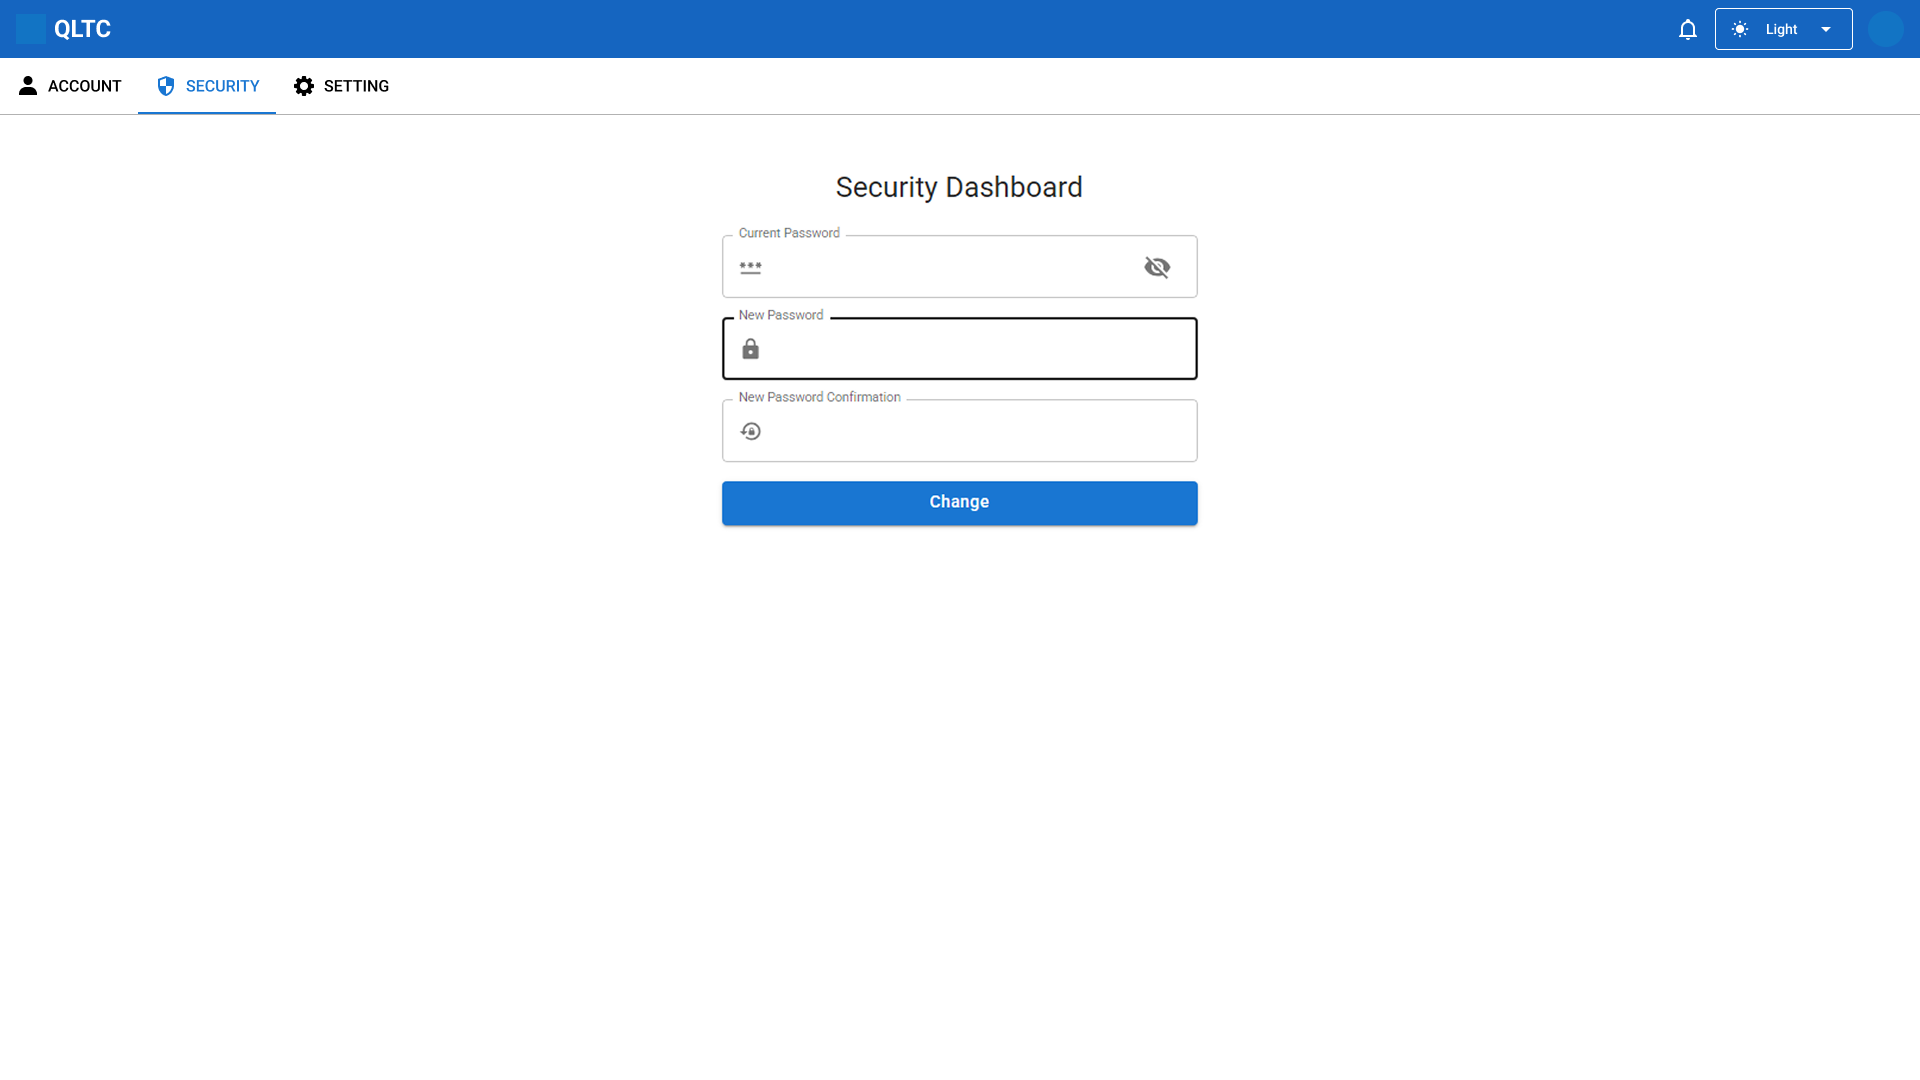 QLTC
Light
ACCOUNT
SECURITY
SETTING
Security Dashboard
Current Password
New Password
New Password Confirmation
Change